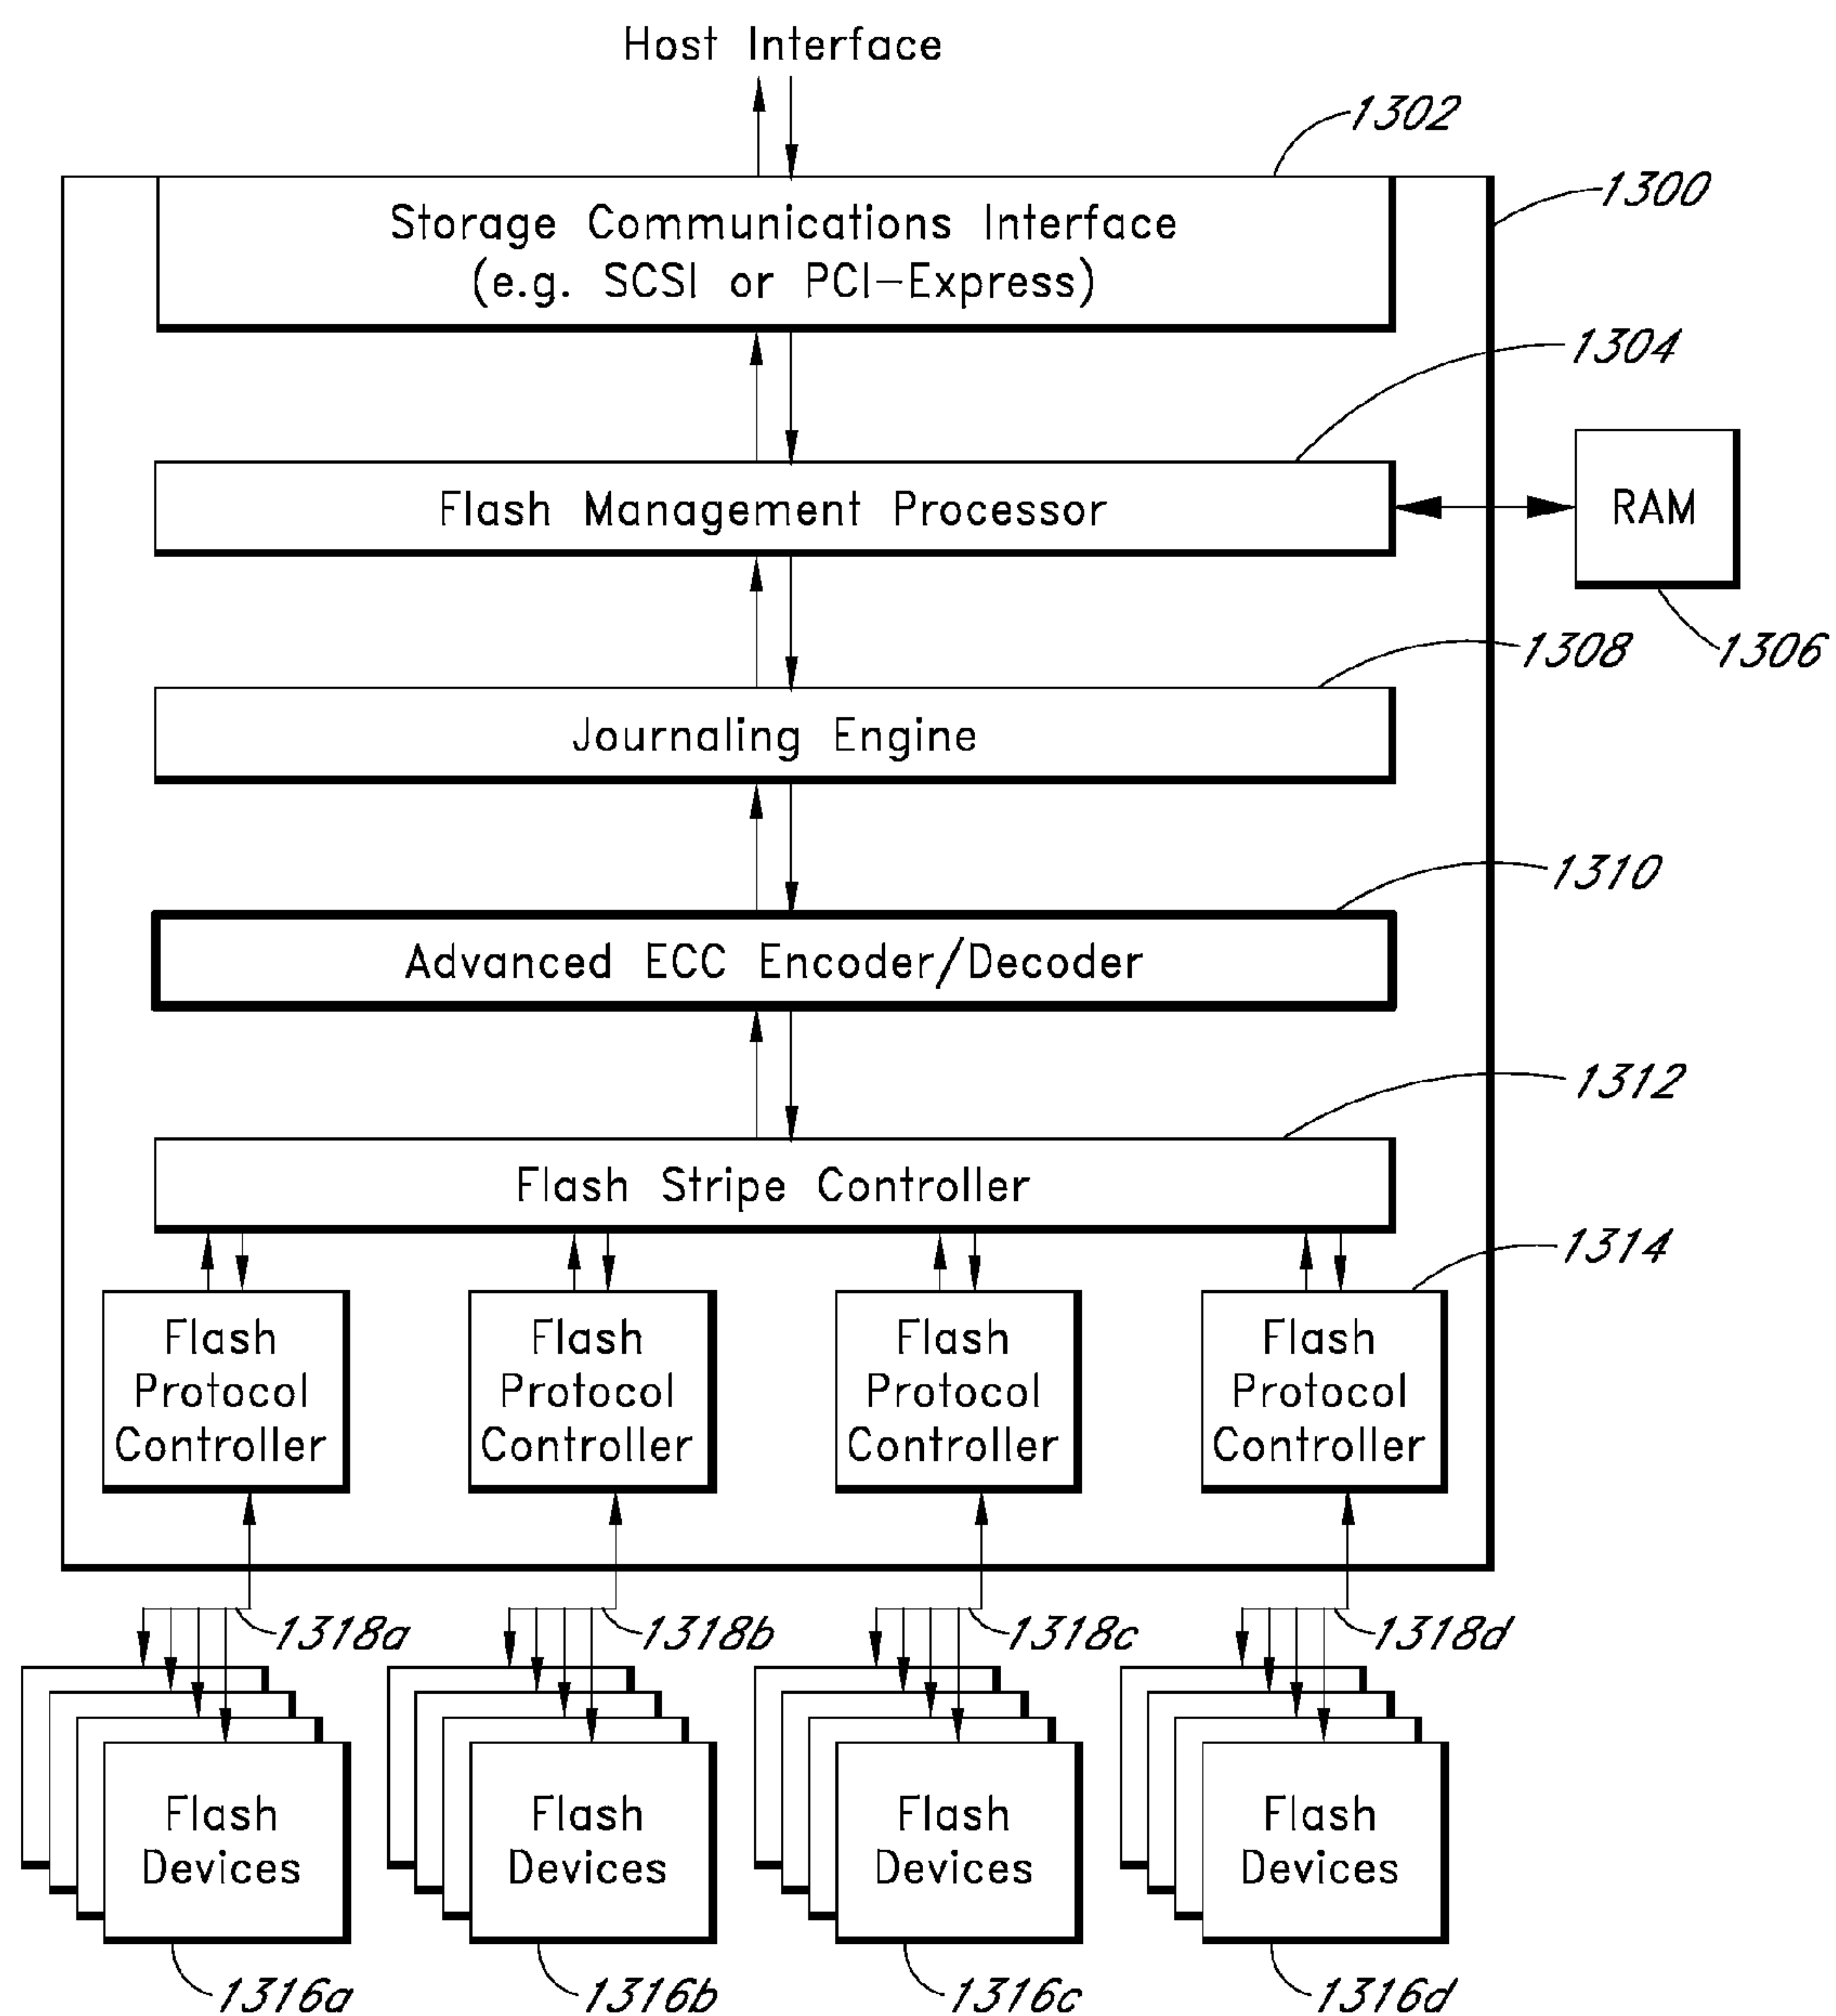 Host Interface
1302
1300
Storage Communications Interface
(e.g. SCSI or PCI-Express)
1304
Flash Management Processor
RAM
1306
1308
Journaling Engine
1310
Advanced ECC Encoder/Decoder
1312
Flash Stripe Controller
1314
Flash
Protocol
Controller
Flash
Protocol
Controller
Flash
Protocol
Controller
Flash
Protocol
Controller
1318a
1318b
1318c
1318d
Flash
Devices
Flash
Devices
Flash
Devices
Flash
Devices
1316a
1316b
1316c
1316d